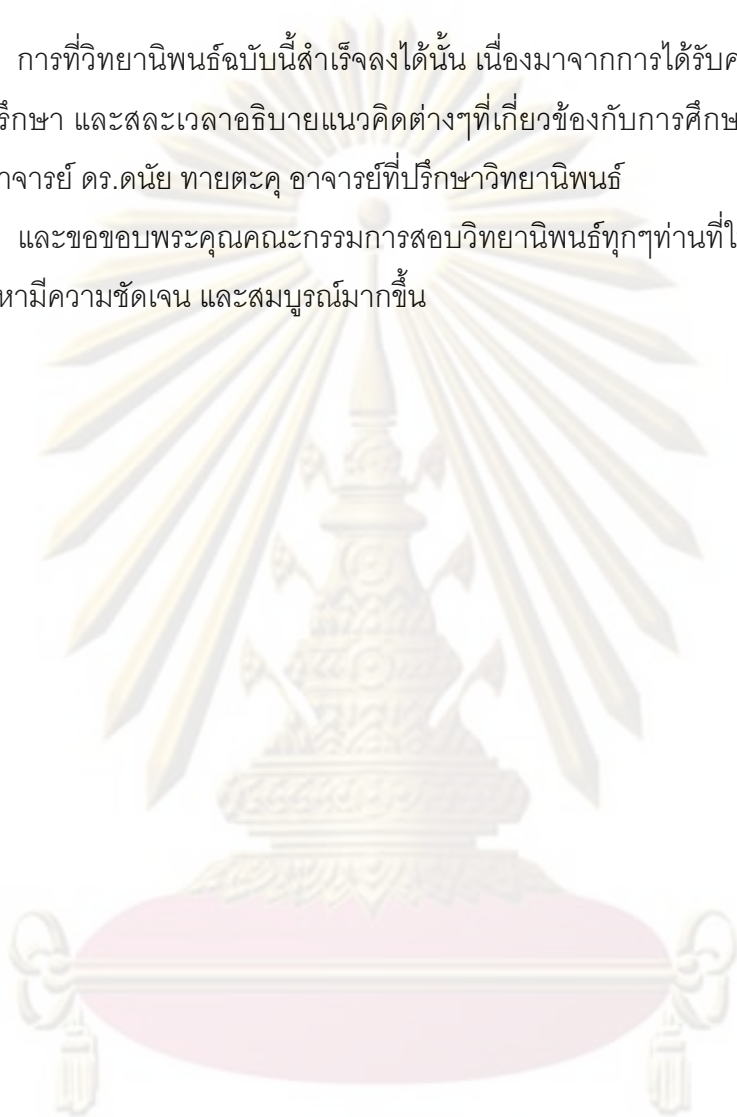 การที่วิทยานิพนธ์ฉบับนี้สำเร็จลงได้นั้น เนื่องมาจากการได้รับค
รึกษา และสละเวลาอธิบายแนวคิดต่างๆที่เกี่ยวข้องกับการศึกษ
าจารย์ ดร.ดนัย ทายตะคุ อาจารย์ที่ปรึกษาวิทยานิพนธ์
และขอขอบพระคุณคณะกรรมการสอบวิทยานิพนธ์ทุกๆท่านที่ใ
หามีความชัดเจน และสมบูรณ์มากขึ้น